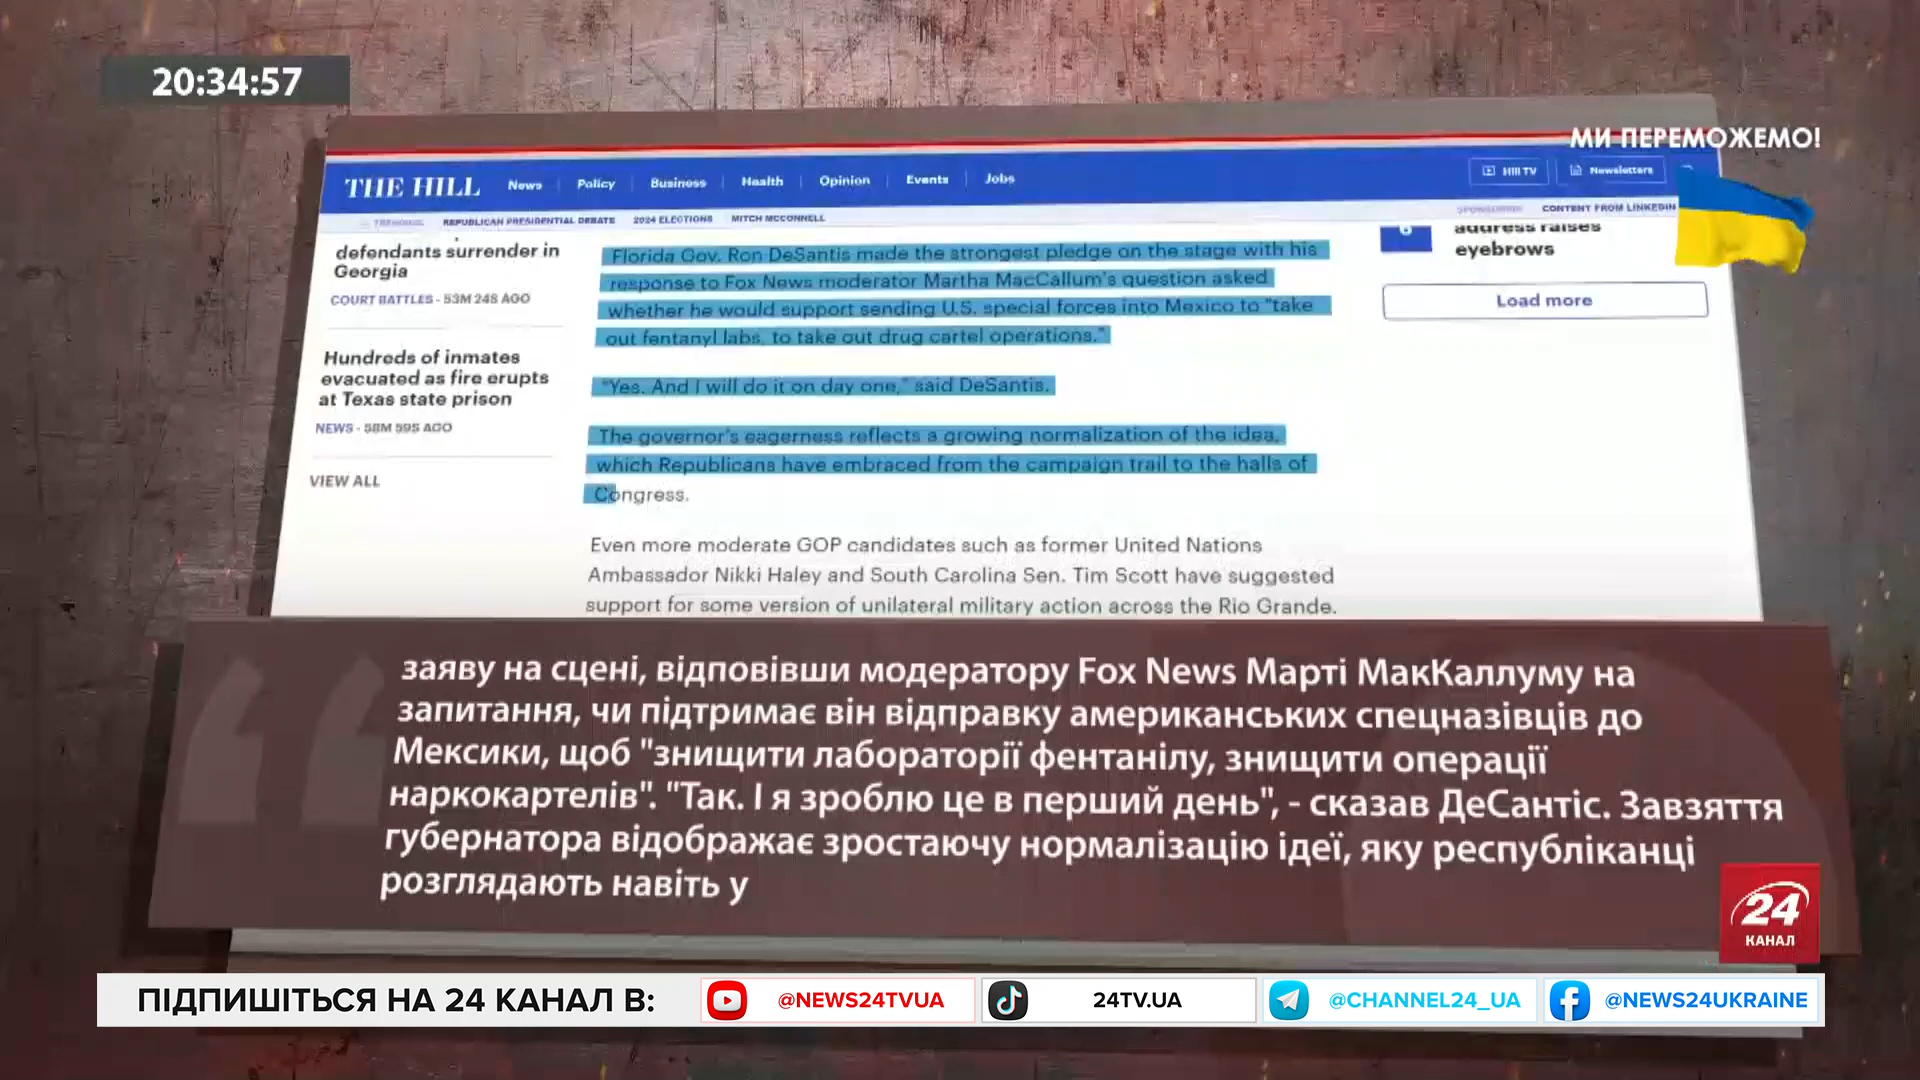 20:34:57
МИ ПЕРЕМОЖЕМО!
THE HILL
News
Policy
Business
Health
Opinion
Events
Jobs
Hill TV
Newsletters
TRENDING:
REPUBLICAN PRESIDENTIAL DEBATE
2024 ELECTIONS
MITCH MCCONNELL
SPONSORED:
CONTENT FROM LINKEDIN
defendants surrender in
Georgia
COURT BATTLES - 53M 24S AGO
Hundreds of inmates
evacuated as fire erupts
at Texas state prison
NEWS - 58M 59S AGO
VIEW ALL
Florida Gov. Ron DeSantis made the strongest pledge on the stage with his
response to Fox News moderator Martha MacCallum's question asked
whether he would support sending U.S. special forces into Mexico to "take
out fentanyl labs, to take out drug cartel operations."
"Yes. And I will do it on day one," said DeSantis.
The governor's eagerness reflects a growing normalization of the idea,
which Republicans have embraced from the campaign trail to the halls of
Congress.
Even more moderate GOP candidates such as former United Nations
Ambassador Nikki Haley and South Carolina Sen. Tim Scott have suggested
support for some version of unilateral military action across the Rio Grande.
6
address raises
eyebrows
Load more
заяву на сцені, відповівши модератору Fox News Марті МакКаллуму на
запитання, чи підтримає він відправку американських спецназівців до
Мексики, щоб "знищити лабораторії фентанілу, знищити операції
наркокартелів". "Так. І я зроблю це в перший день", - сказав ДеСантіс. Завзяття
губернатора відображає зростаючу нормалізацію ідеї, яку республіканці
розглядають навіть у
24
КАНАЛ
ПІДПИШІТЬСЯ НА 24 КАНАЛ В:
@NEWS24TVUA
24TV.UA
@CHANNEL24_UA
@NEWS24UKRAINE